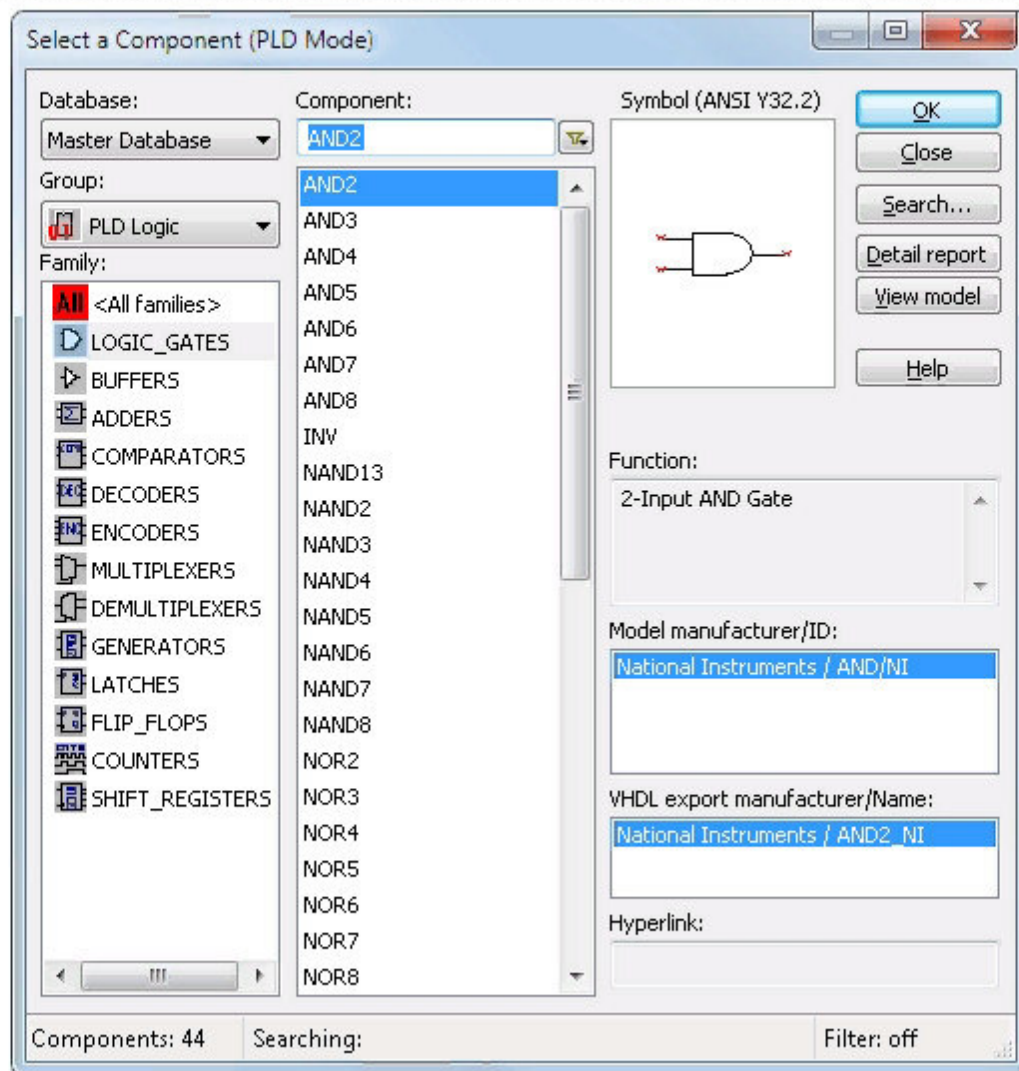 Select a Component (PLD Mode)
Database:
Master Database
Group:
PLD Logic
Family:
All <All families>
LOGIC_GATES
BUFFERS
ADDERS
COMPARATORS
DECODERS
ENCODERS
MULTIPLEXERS
DEMULTIPLEXERS
GENERATORS
LATCHES
FLIP_FLOPS
COUNTERS
SHIFT_REGISTERS
Component:
AND2
AND2
AND3
AND4
AND5
AND6
AND7
AND8
INV
NAND13
NAND2
NAND3
NAND4
NAND5
NAND6
NAND7
NAND8
NOR2
NOR3
NOR4
NOR5
NOR6
NOR7
NOR8
Symbol (ANSI Y32.2)
OK
Close
Search...
Detail report
View model
Help
Function:
2-Input AND Gate
Model manufacturer/ID:
National Instruments / AND/NI
VHDL export manufacturer/Name:
National Instruments / AND2_NI
Hyperlink:
Components: 44
Searching:
Filter: off